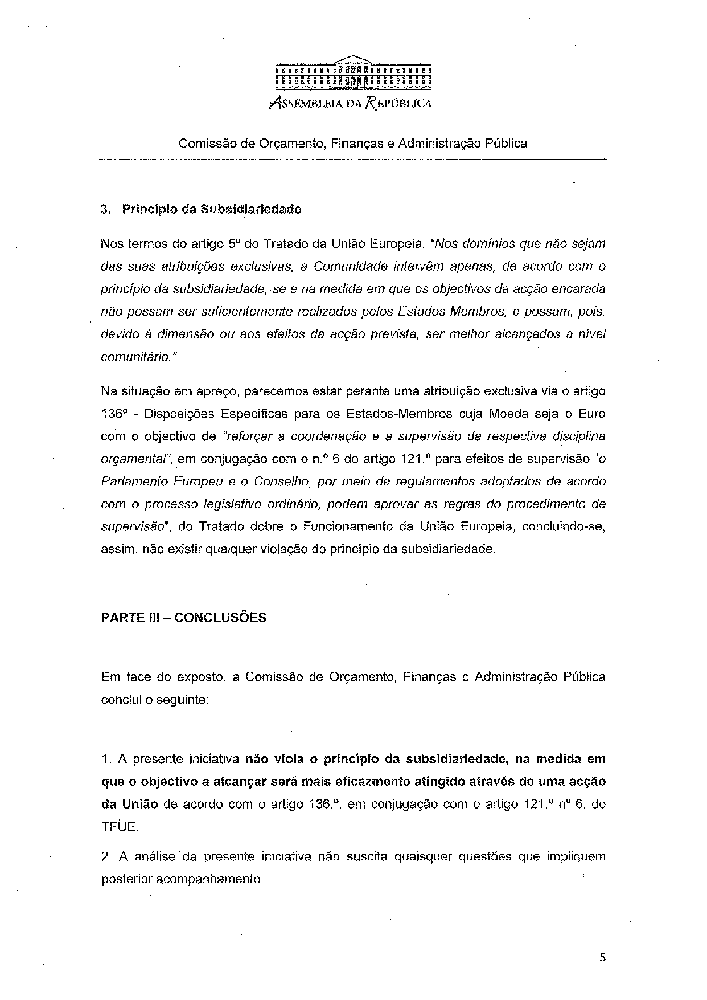 ASSEMBLEIA DA REPÚBLICA
Comissão de Orçamento, Finanças e Administração Pública
3. Princípio da Subsidiariedade
Nos termos do artigo 5º do Tratado da União Europeia, "Nos domínios que não sejam
das suas atribuições exclusivas, a Comunidade intervêm apenas, de acordo com o
princípio da subsidiariedade, se e na medida em que os objectivos da acção encarada
não possam ser suficientemente realizados pelos Estados-Membros, e possam, pois,
devido à dimensão ou aos efeitos da acção prevista, ser melhor alcançados a nível
comunitário."
Na situação em apreço, parecemos estar perante uma atribuição exclusiva via o artigo
136º - Disposições Especificas para os Estados-Membros cuja Moeda seja o Euro
com o objectivo de "reforçar a coordenação e a supervisão da respectiva disciplina
orçamental", em conjugação com o n.º 6 do artigo 121.º para efeitos de supervisão "o
Parlamento Europeu e o Conselho, por meio de regulamentos adoptados de acordo
com o processo legislativo ordinário, podem aprovar as regras do procedimento de
supervisão", do Tratado dobre o Funcionamento da União Europeia, concluindo-se,
assim, não existir qualquer violação do princípio da subsidiariedade.
PARTE III – CONCLUSÕES
Em face do exposto, a Comissão de Orçamento, Finanças e Administração Pública
conclui o seguinte:
1. A presente iniciativa não viola o princípio da subsidiariedade, na medida em
que o objectivo a alcançar será mais eficazmente atingido através de uma acção
da União de acordo com o artigo 136.º, em conjugação com o artigo 121.º nº 6, do
TFUE.
2. A análise da presente iniciativa não suscita quaisquer questões que impliquem
posterior acompanhamento.
5